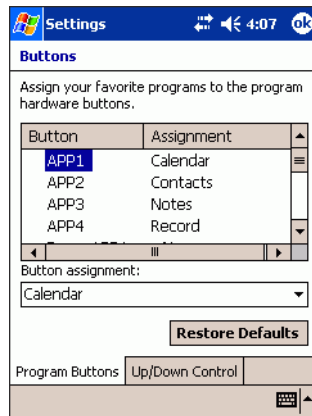 Settings 4:07 ok
Buttons
Assign your favorite programs to the program
hardware buttons.
Button Assignment
APP1 Calendar
APP2 Contacts
APP3 Notes
APP4 Record
Button assignment:
Calendar
Restore Defaults
Program Buttons Up/Down Control